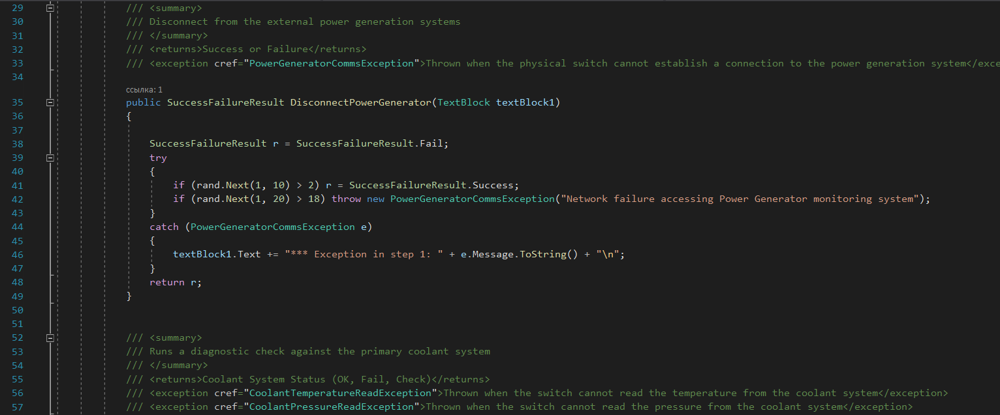 29 /// <summary>
30 /// Disconnect from the external power generation systems
31 /// </summary>
32 /// <returns>Success or Failure</returns>
33 /// <exception cref="PowerGeneratorCommsException">Thrown when the physical switch cannot establish a connection to the power generation system</exce
34
ссылка: 1
35 public SuccessFailureResult DisconnectPowerGenerator(TextBlock textBlock1)
36 {
37
38 SuccessFailureResult r = SuccessFailureResult.Fail;
39 try
40 {
41 if (rand.Next(1, 10) > 2) r = SuccessFailureResult.Success;
42 if (rand.Next(1, 20) > 18) throw new PowerGeneratorCommsException("Network failure accessing Power Generator monitoring system");
43 }
44 catch (PowerGeneratorCommsException e)
45 {
46 textBlock1.Text += "*** Exception in step 1: " + e.Message.ToString() + "\n";
47 }
48 return r;
49 }
50
51
52 /// <summary>
53 /// Runs a diagnostic check against the primary coolant system
54 /// </summary>
55 /// <returns>Coolant System Status (OK, Fail, Check)</returns>
56 /// <exception cref="CoolantTemperatureReadException">Thrown when the switch cannot read the temperature from the coolant system</exception>
57 /// <exception cref="CoolantPressureReadException">Thrown when the switch cannot read the pressure from the coolant system</exception>